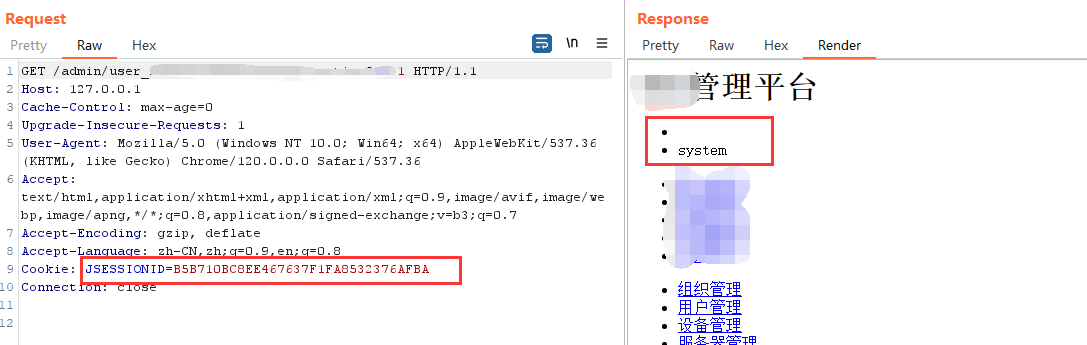 Request
Pretty Raw Hex
\n
1 GET /admin/user_ 1 HTTP/1.1
2 Host: 127.0.0.1
3 Cache-Control: max-age=0
4 Upgrade-Insecure-Requests: 1
5 User-Agent: Mozilla/5.0 (Windows NT 10.0; Win64; x64) AppleWebKit/537.36
(KHTML, like Gecko) Chrome/120.0.0.0 Safari/537.36
6 Accept:
text/html,application/xhtml+xml,application/xml;q=0.9,image/avif,image/we
bp,image/apng,*/*;q=0.8,application/signed-exchange;v=b3;q=0.7
7 Accept-Encoding: gzip, deflate
8 Accept-Language: zh-CN,zh;q=0.9,en;q=0.8
9 Cookie: JSESSIONID=B5B710BC8EE467637F1FA8532376AFBA
10 Connection: close
11
12
Response
Pretty Raw Hex Render
管理平台
system
组织管理
用户管理
设备管理
服务器管理